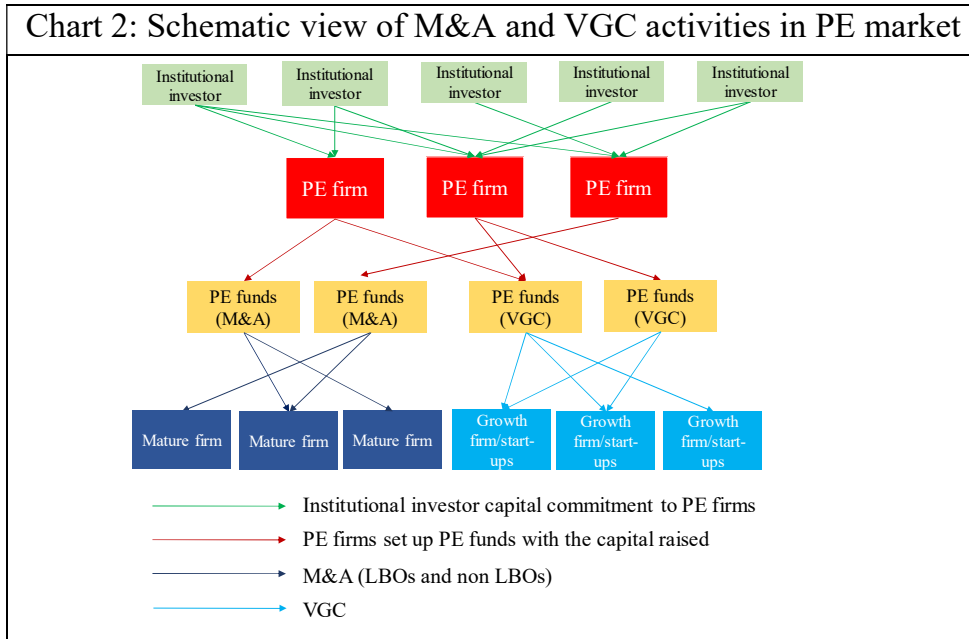 Chart 2: Schematic view of M&A and VGC activities in PE market
Institutional
investor
Institutional
investor
Institutional
investor
Institutional
investor
Institutional
investor
PE firm
PE firm
PE firm
PE funds
(M&A)
PE funds
(M&A)
PE funds
(VGC)
PE funds
(VGC)
Mature firm
Mature firm
Mature firm
Growth
firm/start-
ups
Growth
firm/start-
ups
Growth
firm/start-
ups
Institutional investor capital commitment to PE firms
PE firms set up PE funds with the capital raised
M&A (LBOs and non LBOs)
VGC